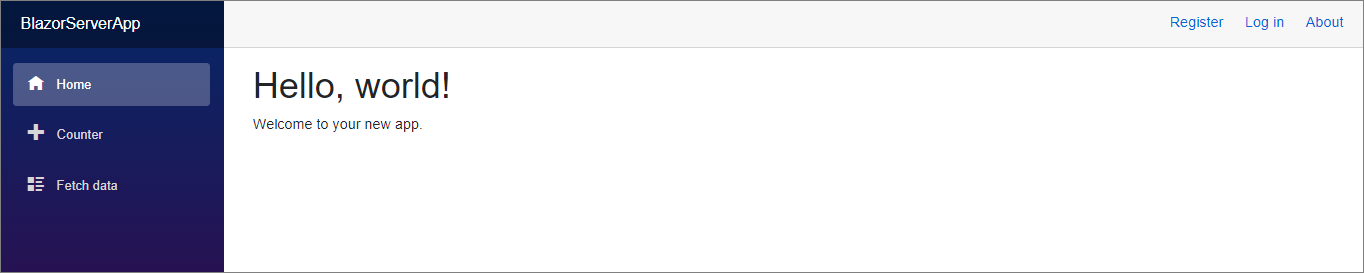 BlazorServerApp
Register Log in About
Home
Counter
Fetch data
Hello, world!
Welcome to your new app.